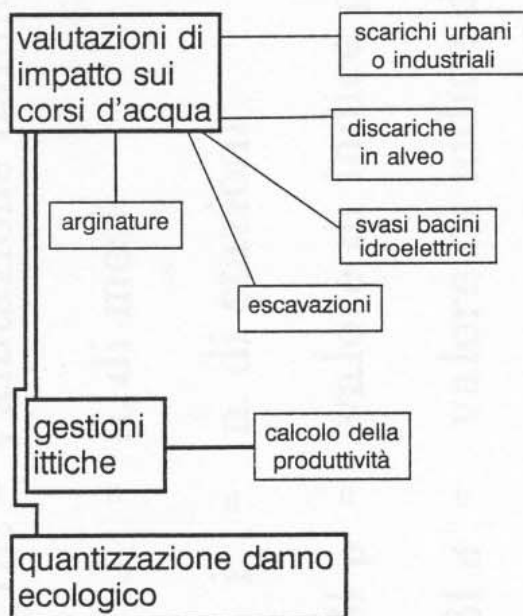 valutazioni di
impatto sui
corsi d'acqua
scarichi urbani
o industriali
discariche
in alveo
arginature
svasi bacini
idroelettrici
escavazioni
gestioni
ittiche
calcolo della
produttività
quantizzazione danno
ecologico